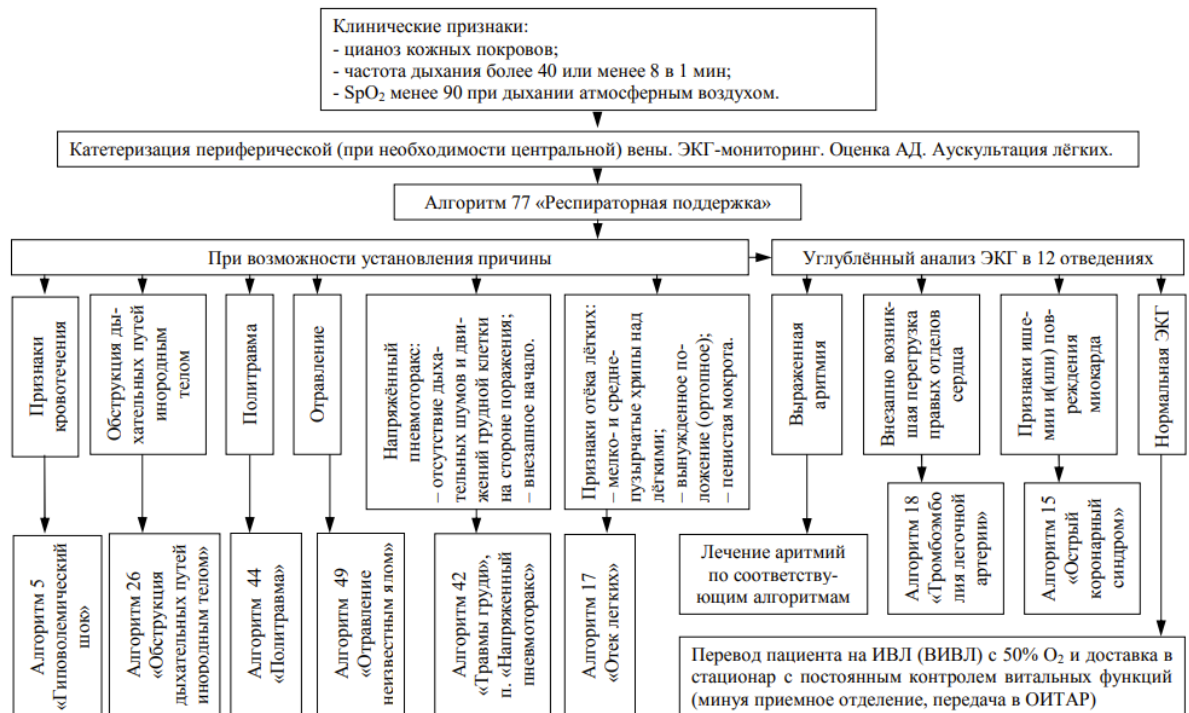 Клинические признаки:
- цианоз кожных покровов;
- частота дыхания более 40 или менее 8 в 1 мин;
- SpO₂ менее 90 при дыхании атмосферным воздухом.
Катетеризация периферической (при необходимости центральной) вены. ЭКГ-мониторинг. Оценка АД. Аускультация лёгких.
Алгоритм 77 «Респираторная поддержка»
При возможности установления причины
Углублённый анализ ЭКГ в 12 отведениях
Признаки
кровотечения
Обструкция ды-
хательных путей
инородным
телом
Политравма
Отравление
Напряжённый
пневмоторакс:
– отсутствие дыха-
тельных шумов и дви-
жений грудной клетки
на стороне поражения;
– внезапное начало.
Признаки отёка лёгких:
– мелко- и средне-
пузырчатые хрипы над
лёгкими;
– вынужденное по-
ложение (ортопное);
– пенистая мокрота.
Выраженная
аритмия
Внезапно возник-
шая перегрузка
правых отделов
сердца
Признаки ише-
мии и(или) пов-
реждения
миокарда
Нормальная ЭКГ
Алгоритм 5
«Гиповолемический
шок»
Алгоритм 26
«Обструкция
дыхательных путей
инородным телом»
Алгоритм 44
«Политравма»
Алгоритм 49
«Отравление
неизвестным ялом»
Алгоритм 42
«Травмы груди»,
п. «Напряженный
пневмоторакс»
Алгоритм 17
«Отек легких»
Лечение аритмий
по соответству-
ющим алгоритмам
Алгоритм 18
«Тромбоэмбо
лия легочной
артерии»
Алгоритм 15
«Острый
коронарный
синдром»
Перевод пациента на ИВЛ (ВИВЛ) с 50% O₂ и доставка в
стационар с постоянным контролем витальных функций
(минуя приемное отделение, передача в ОИТАР)